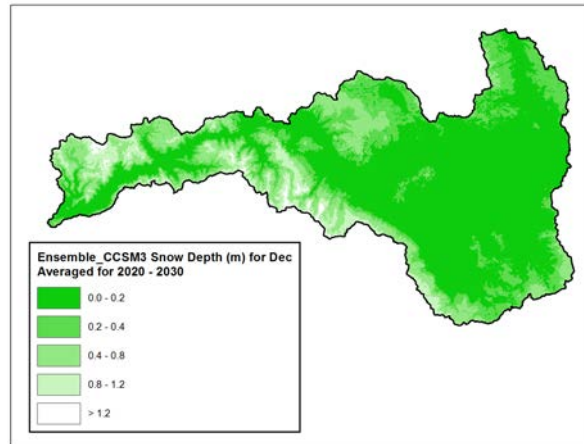 Ensemble_CCSM3 Snow Depth (m) for Dec
Averaged for 2020 - 2030
0.0 - 0.2
0.2 - 0.4
0.4 - 0.8
0.8 - 1.2
> 1.2